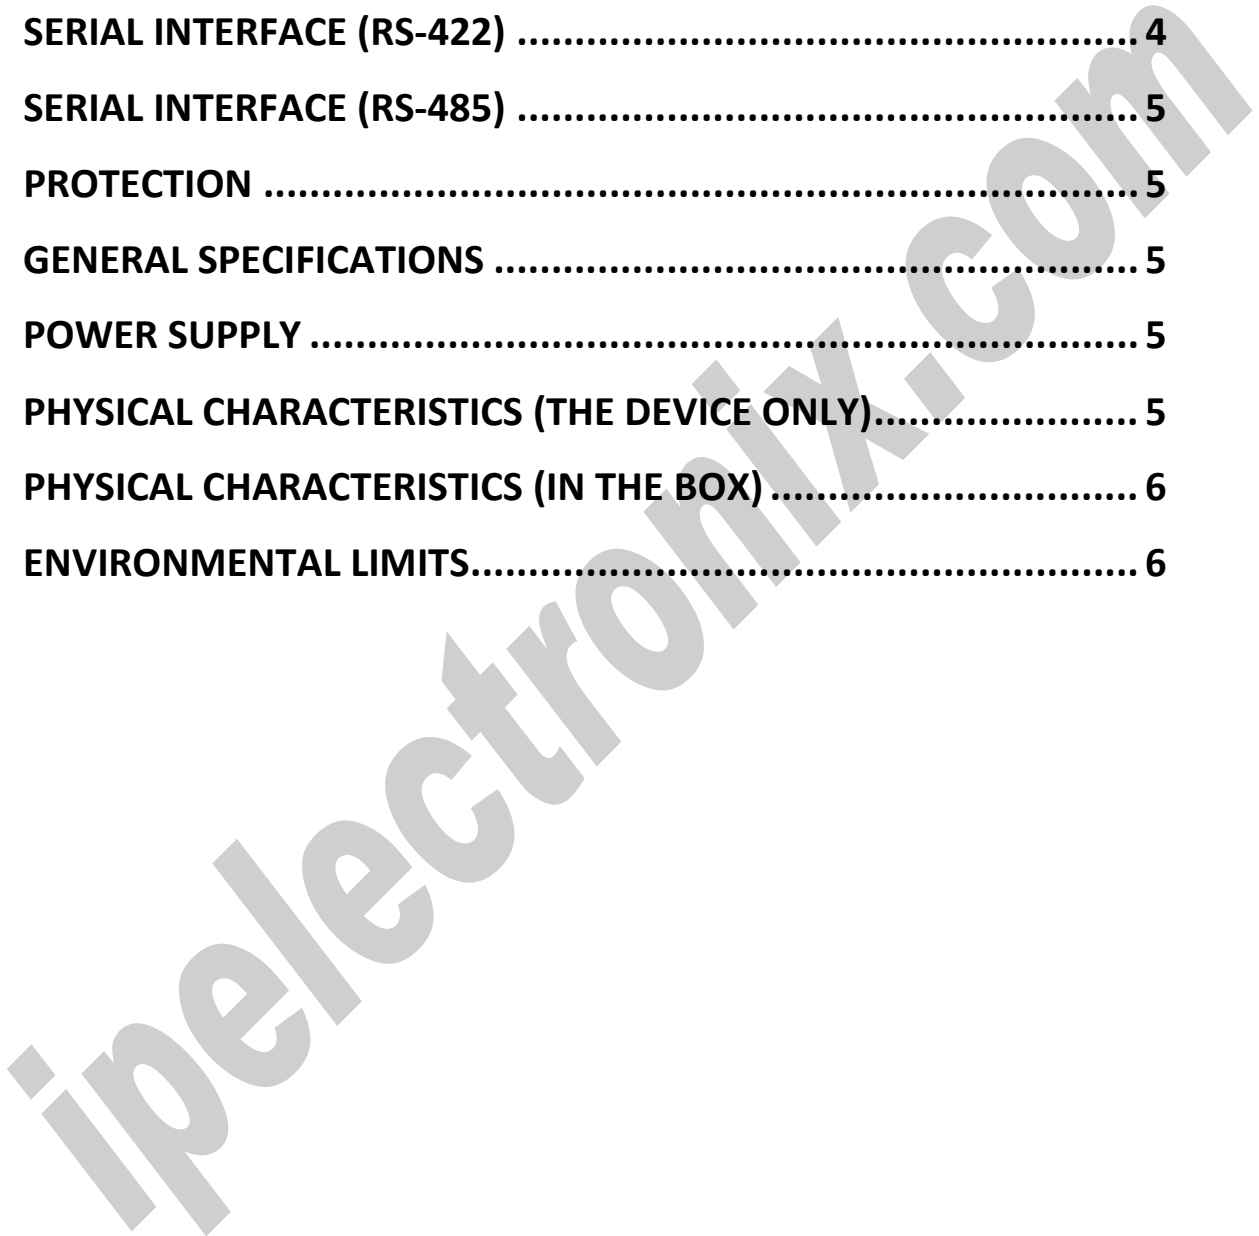 SERIAL INTERFACE (RS-422) ........................................................ 4
SERIAL INTERFACE (RS-485) ........................................................ 5
PROTECTION ............................................................................... 5
GENERAL SPECIFICATIONS .......................................................... 5
POWER SUPPLY ........................................................................... 5
PHYSICAL CHARACTERISTICS (THE DEVICE ONLY)....................... 5
PHYSICAL CHARACTERISTICS (IN THE BOX) ................................ 6
ENVIRONMENTAL LIMITS............................................................ 6
ipelectronix.com